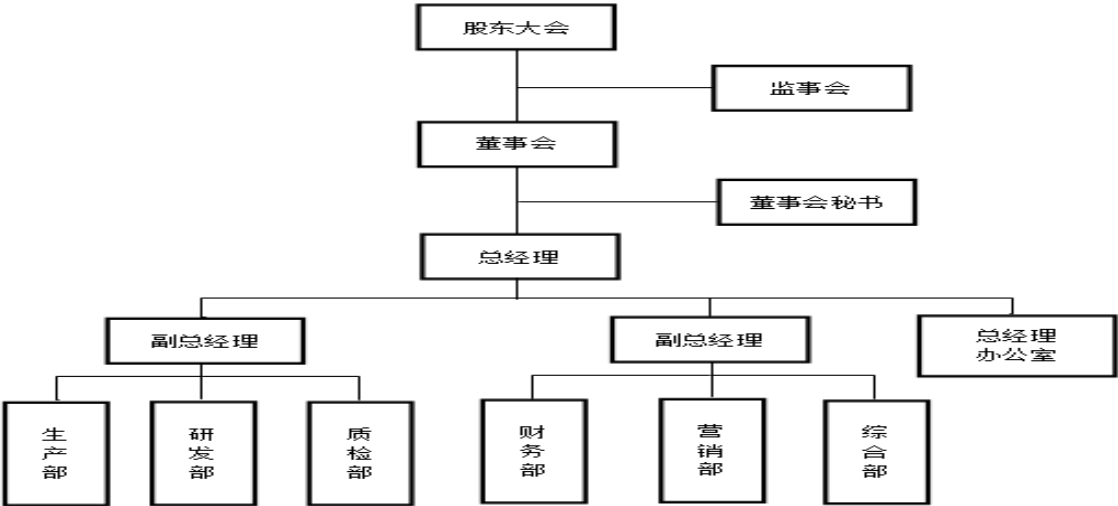 股东大会
监事会
董事会
董事会秘书
总经理
副总经理
副总经理
总经理
办公室
生产部
研发部
质检部
财务部
营销部
综合部